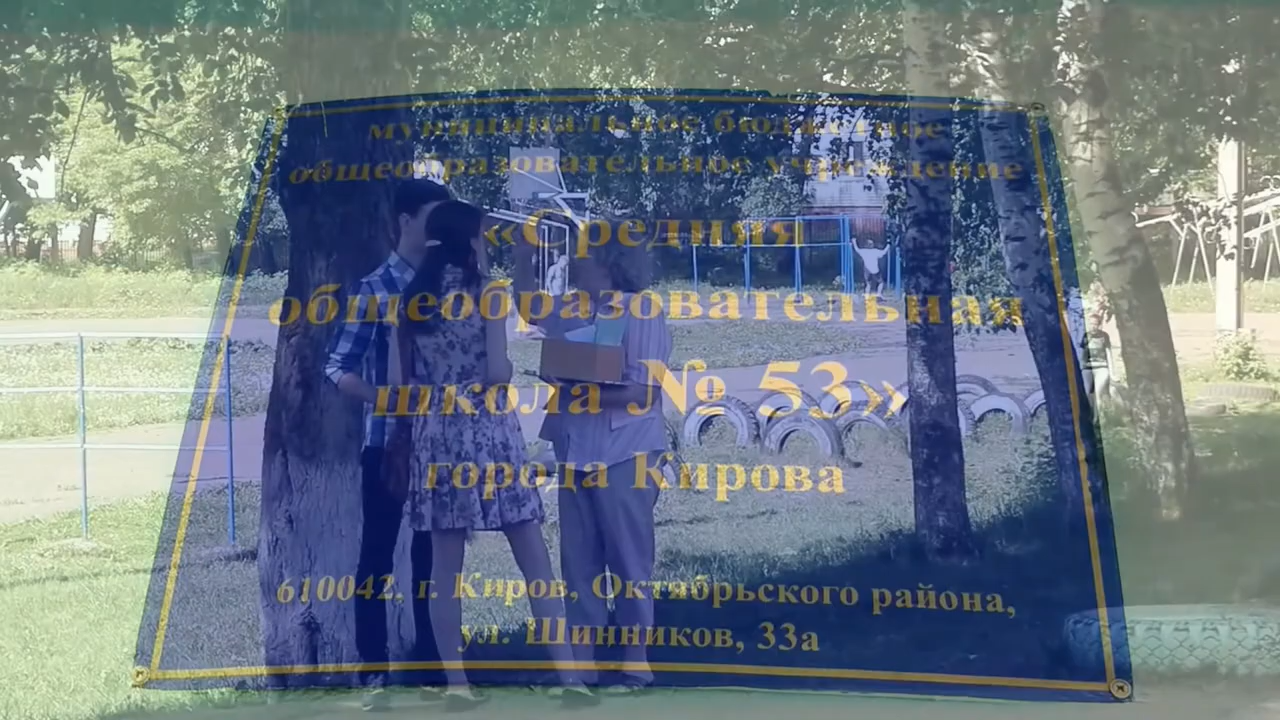 муниципальное бюджетное
общеобразовательное учреждение
«Средняя
общеобразовательная
школа № 53»
города Кирова
610042, г. Киров, Октябрьского района,
ул. Шинников, 33а